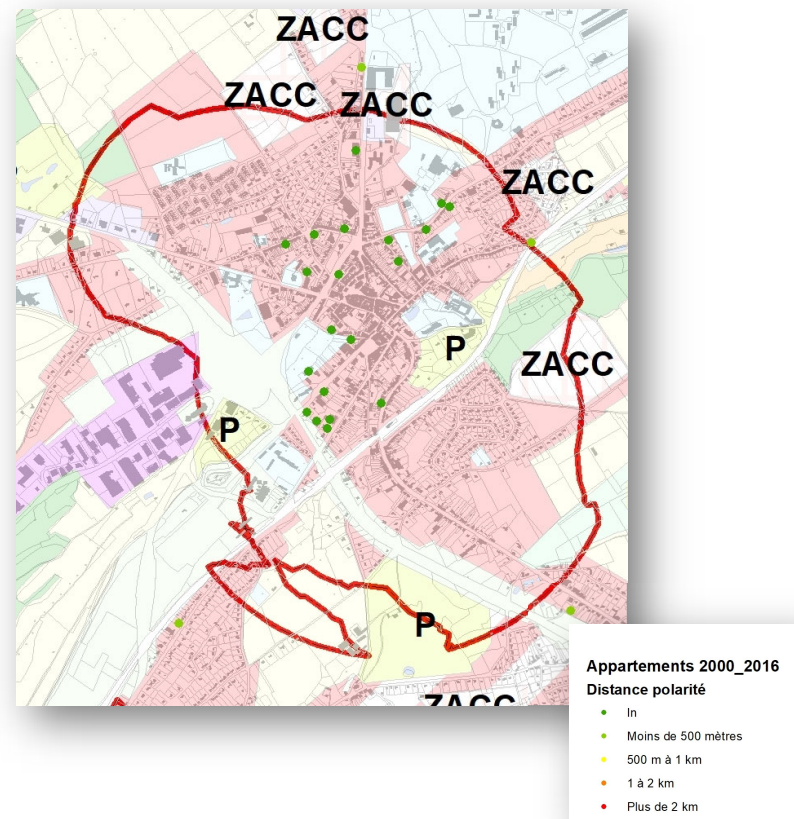 ZACC
ZACC ZACC
ZACC
P
ZACC
P
P
ZACC
Appartements 2000_2016
Distance polarité
In
Moins de 500 mètres
500 m à 1 km
1 à 2 km
Plus de 2 km